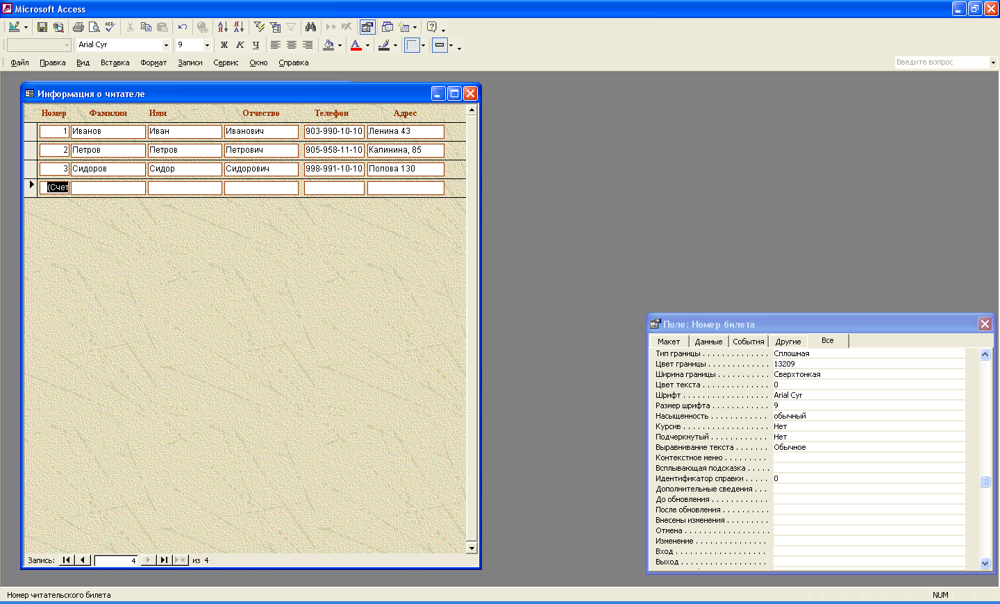 Microsoft Access
Arial Cyr 9 Ж К Ч
Файл Правка Вид Вставка Формат Записи Сервис Окно Справка Введите вопрос
Информация о читателе
Номер Фамилия Имя Отчество Телефон Адрес
1 Иванов Иван Иванович 903-990-10-10 Ленина 43
2 Петров Петров Петрович 905-958-11-10 Калинина, 85
3 Сидоров Сидор Сидорович 998-991-10-10 Попова 130
(Счет
Запись: 4 из 4
Поле: Номер билета
Макет Данные События Другие Все
Тип границы . . . . . . . . . . . . . . . Сплошная
Цвет границы . . . . . . . . . . . . . . 13209
Ширина границы . . . . . . . . . . . . Сверхтонкая
Цвет текста . . . . . . . . . . . . . . . 0
Шрифт . . . . . . . . . . . . . . . . . . . Arial Cyr
Размер шрифта . . . . . . . . . . . . . 9
Насыщенность . . . . . . . . . . . . . обычный
Курсив . . . . . . . . . . . . . . . . . . . Нет
Подчеркнутый . . . . . . . . . . . . . Нет
Выравнивание текста . . . . . . . Обычное
Контекстное меню . . . . . . . . .
Всплывающая подсказка . . . . .
Идентификатор справки . . . . . 0
Дополнительные сведения . . .
До обновления . . . . . . . . . . . . .
После обновления . . . . . . . . . .
Внесены изменения . . . . . . . . .
Отмена . . . . . . . . . . . . . . . . . . .
Изменение . . . . . . . . . . . . . . . .
Вход . . . . . . . . . . . . . . . . . . . .
Выход . . . . . . . . . . . . . . . . . . .
Номер читательского билета NUM